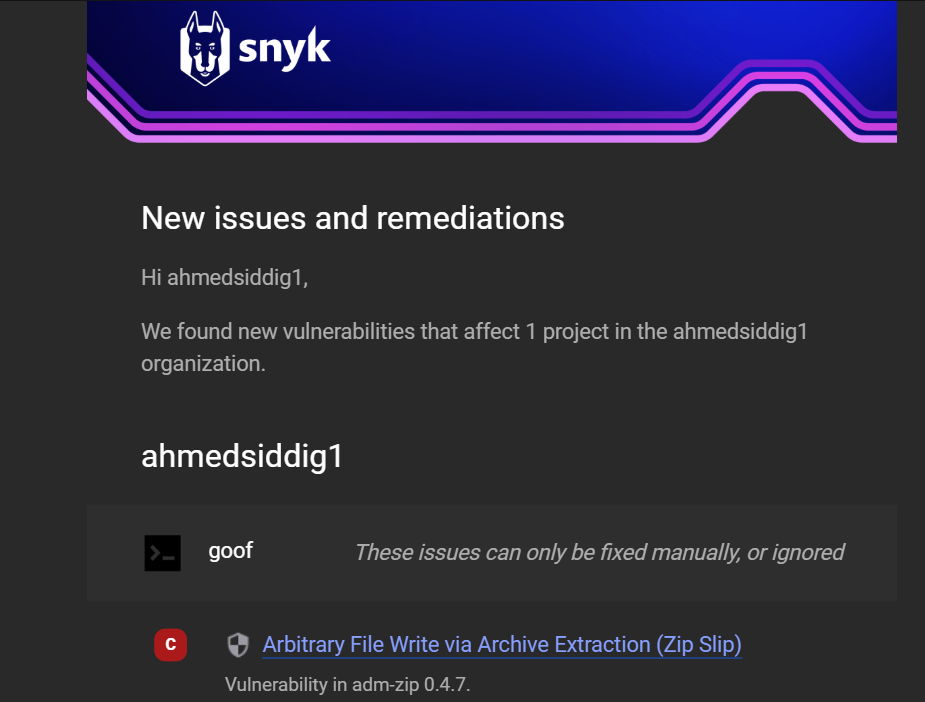 snyk
New issues and remediations
Hi ahmedsiddig1,
We found new vulnerabilities that affect 1 project in the ahmedsiddig1
organization.
ahmedsiddig1
>_ goof These issues can only be fixed manually, or ignored
C Arbitrary File Write via Archive Extraction (Zip Slip)
Vulnerability in adm-zip 0.4.7.